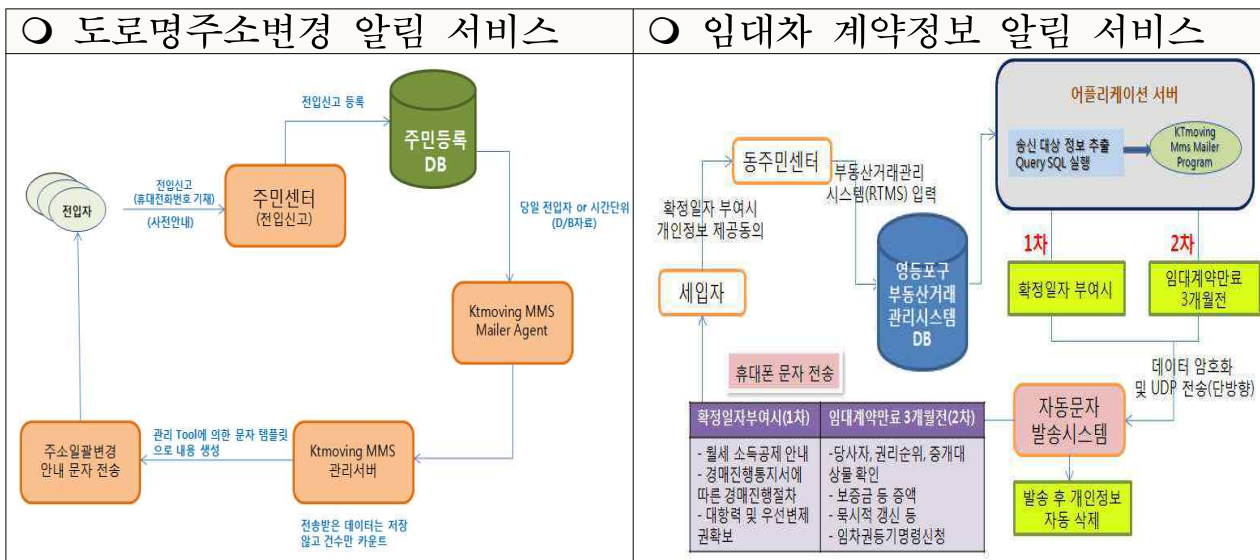 ❍ 도로명주소변경 알림 서비스
전입신고 등록
주민등록
DB
전입자
전입신고
(휴대전화번호 기재)
(사전안내)
주민센터
(전입신고)
당일 전입자 or 시간단위
(D/B자료)
Ktmoving MMS
Mailer Agent
주소일괄변경
안내 문자 전송
관리 Tool에 의한 문자 템플릿
으로 내용 생성
Ktmoving MMS
관리서버
전송받은 데이터는 저장
않고 건수만 카운트
❍ 임대차 계약정보 알림 서비스
어플리케이션 서버
송신 대상 정보 추출
Query SQL 실행
KTmoving
Mms Mailer
Program
동주민센터
부동산거래관리
시스템(RTMS) 입력
확정일자 부여시
개인정보 제공동의
세입자
영등포구
부동산거래
관리시스템
DB
1차
2차
확정일자 부여시
임대계약만료
3개월전
데이터 암호화
및 UDP 전송(단방향)
휴대폰 문자 전송
자동문자
발송시스템
발송 후 개인정보
자동 삭제
확정일자부여시(1차)
- 월세 소득공제 안내
- 경매진행통지서에
따른 경매진행절차
- 대항력 및 우선변제
권확보
임대계약만료 3개월전(2차)
-당사자, 권리순위, 중개대
상물 확인
- 보증금 등 증액
- 묵시적 갱신 등
- 임차권등기명령신청